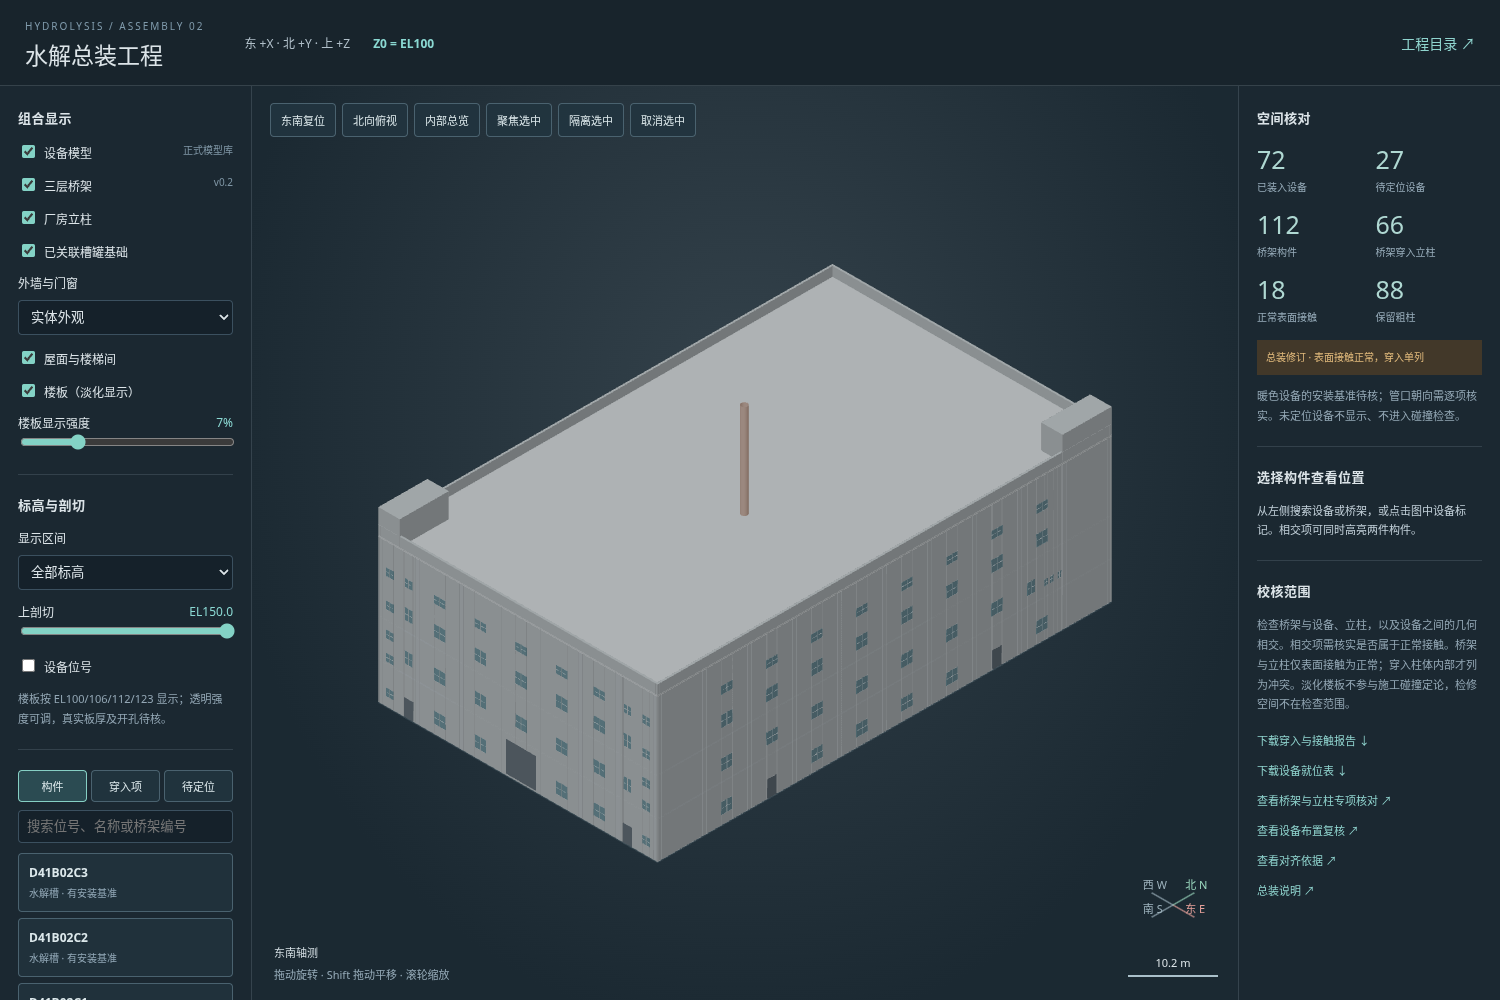 HYDROLYSIS / ASSEMBLY 02
水解总装工程
东 +X · 北 +Y · 上 +Z
Z0 = EL100
工程目录 ↗
组合显示
设备模型
正式模型库
三层桥架
v0.2
厂房立柱
已关联槽罐基础
外墙与门窗
实体外观
屋面与楼梯间
楼板（淡化显示）
楼板显示强度
7%
标高与剖切
显示区间
全部标高
上剖切
EL150.0
设备位号
楼板按 EL100/106/112/123 显示；透明强
度可调，真实板厚及开孔待核。
构件
穿入项
待定位
搜索位号、名称或桥架编号
D41B02C3
水解槽 · 有安装基准
D41B02C2
水解槽 · 有安装基准
D41B02C1
东南复位
北向俯视
内部总览
聚焦选中
隔离选中
取消选中
西 W
北 N
南 S
东 E
东南轴测
拖动旋转 · Shift 拖动平移 · 滚轮缩放
10.2 m
空间核对
72
已装入设备
27
待定位设备
112
桥架构件
66
桥架穿入立柱
18
正常表面接触
88
保留粗柱
总装修订 · 表面接触正常，穿入单列
暖色设备的安装基准待核；管口朝向需逐项核
实。未定位设备不显示、不进入碰撞检查。
选择构件查看位置
从左侧搜索设备或桥架，或点击图中设备标
记。相交项可同时高亮两件构件。
校核范围
检查桥架与设备、立柱，以及设备之间的几何
相交。相交项需核实是否属于正常接触。桥架
与立柱仅表面接触为正常；穿入柱体内部才列
为冲突。淡化楼板不参与施工碰撞定论，检修
空间不在检查范围。
下载穿入与接触报告 ↓
下载设备就位表 ↓
查看桥架与立柱专项核对 ↗
查看设备布置复核 ↗
查看对齐依据 ↗
总装说明 ↗